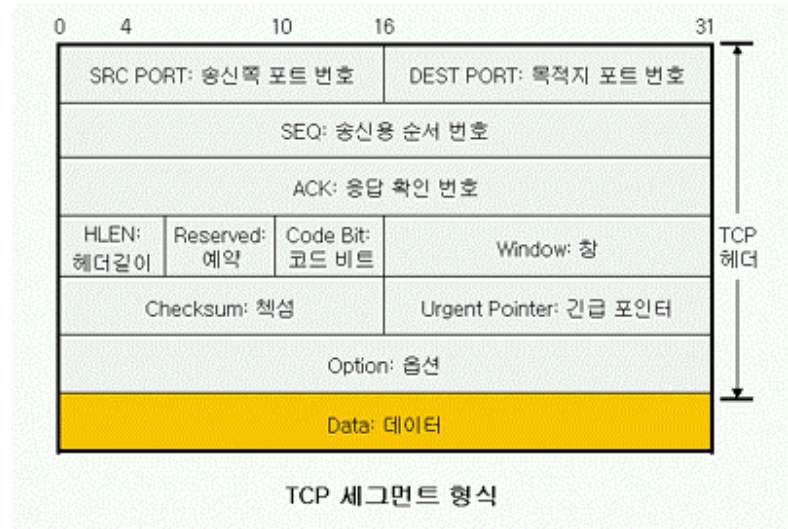 0 4 10 16 31
SRC PORT: 송신쪽 포트 번호 DEST PORT: 목적지 포트 번호
SEQ: 송신용 순서 번호
ACK: 응답 확인 번호
HLEN:
헤더길이
Reserved:
예약
Code Bit:
코드 비트
Window: 창
TCP
헤더
Checksum: 첵섬 Urgent Pointer: 긴급 포인터
Option: 옵션
Data: 데이터
TCP 세그먼트 형식